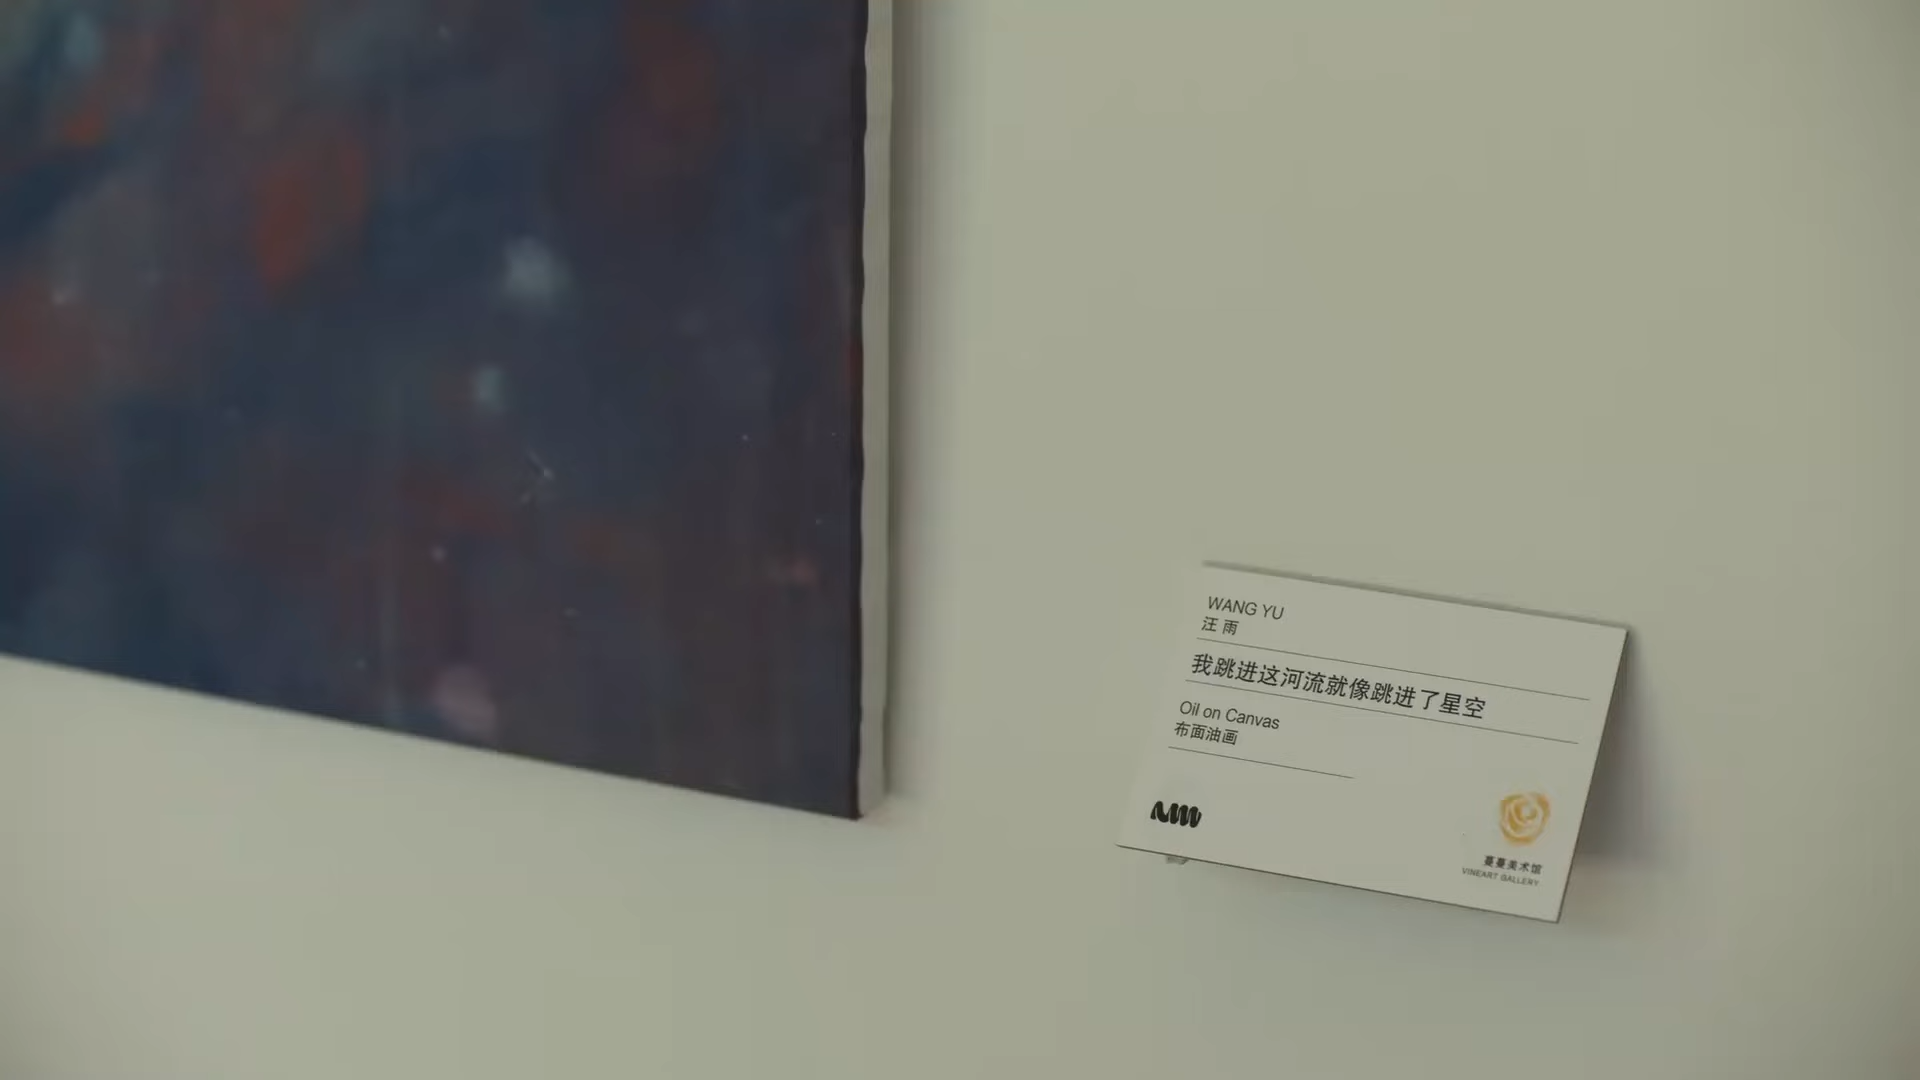 WANG YU
汪 雨
我跳进这河流就像跳进了星空
Oil on Canvas
布面油画
蔓蔓美术馆
VINEART GALLERY